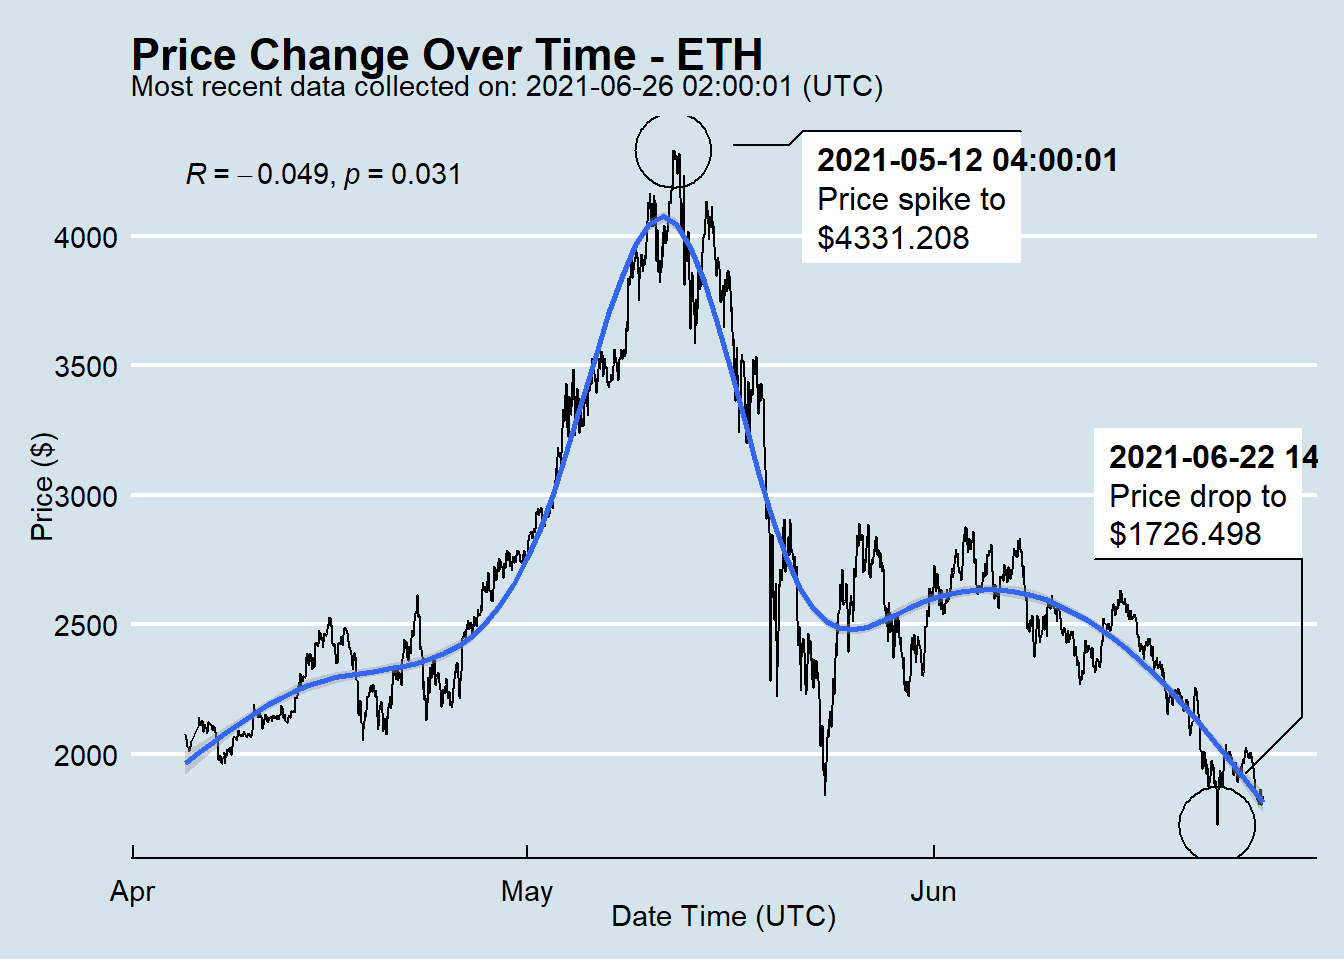 Price Change Over Time - ETH
Most recent data collected on: 2021-06-26 02:00:01 (UTC)
R = −0.049, p = 0.031
2021-05-12 04:00:01
Price spike to
$4331.208
2021-06-22 14
Price drop to
$1726.498
Price ($)
4000
3500
3000
2500
2000
Apr
May
Jun
Date Time (UTC)